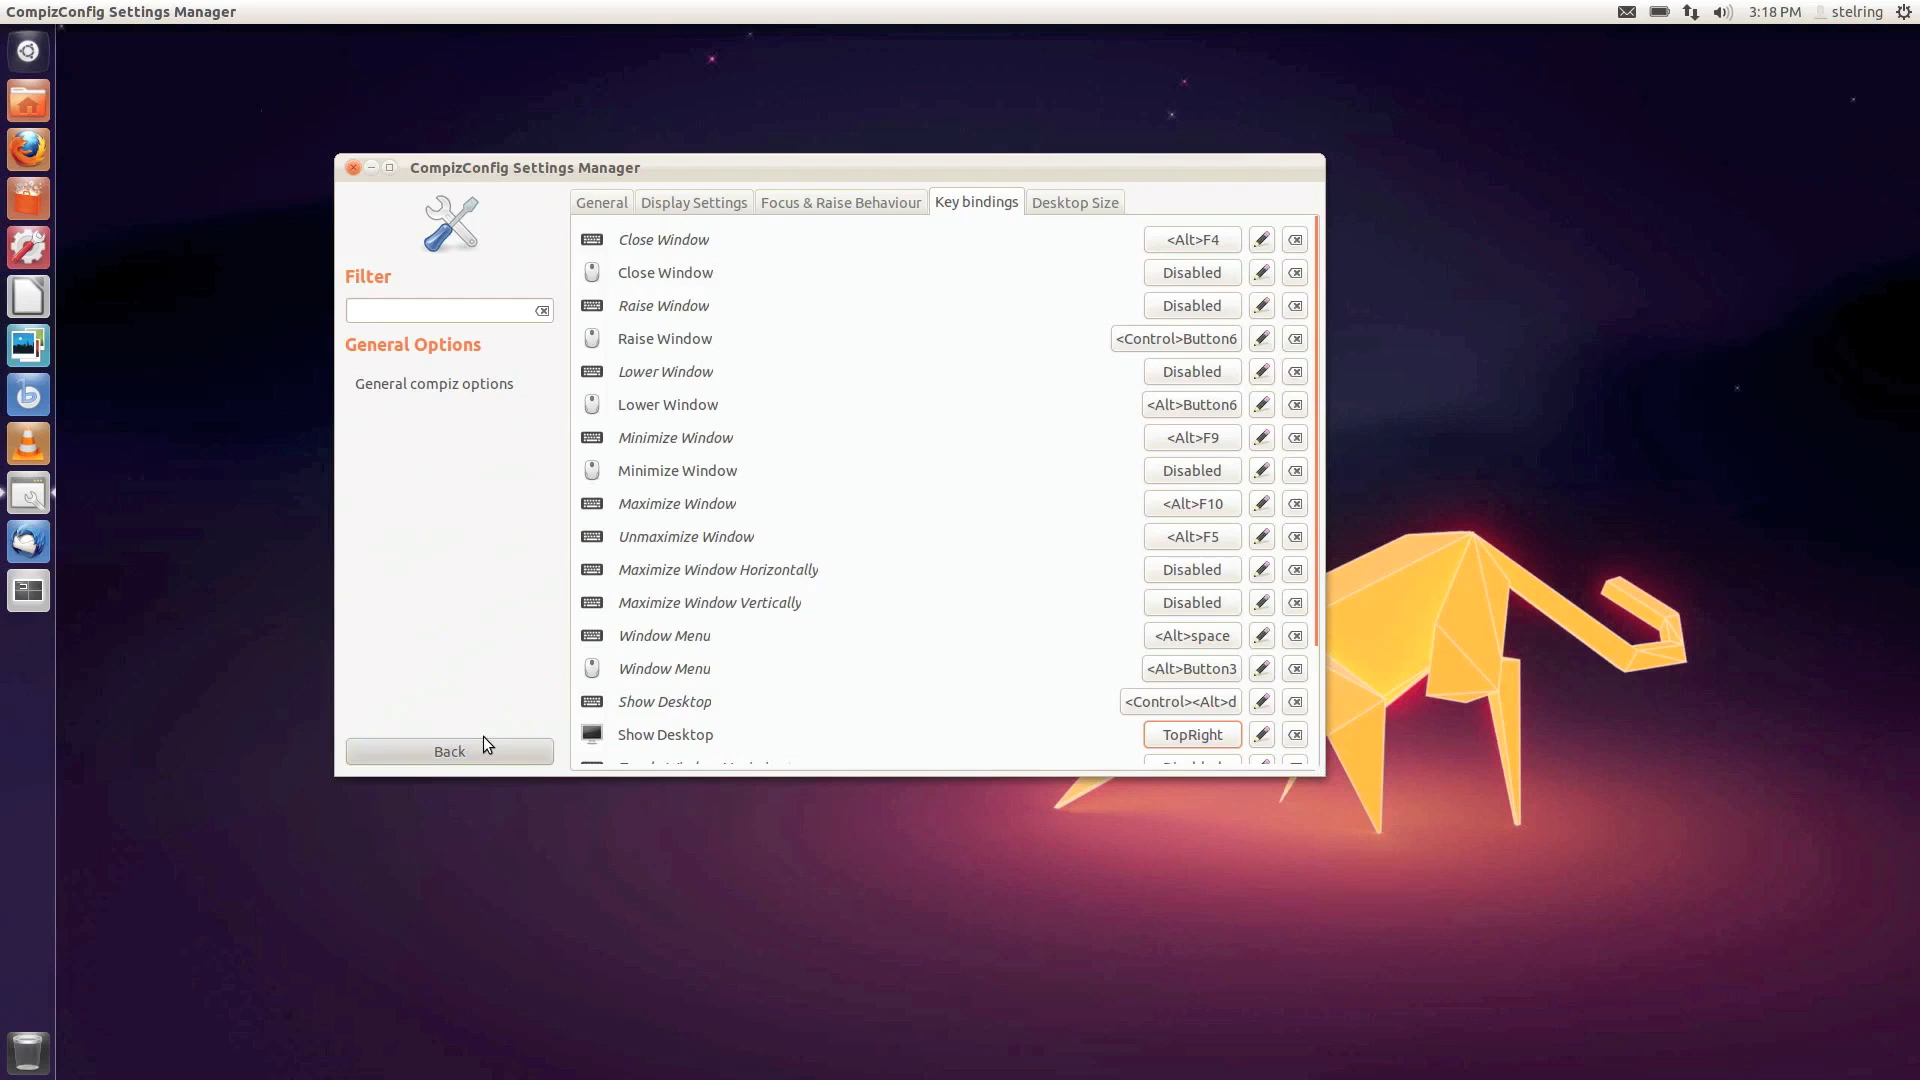 CompizConfig Settings Manager
3:18 PM stelring
CompizConfig Settings Manager
General Display Settings Focus & Raise Behaviour Key bindings Desktop Size
Filter
General Options
General compiz options
Back
Close Window <Alt>F4
Close Window Disabled
Raise Window Disabled
Raise Window <Control>Button6
Lower Window Disabled
Lower Window <Alt>Button6
Minimize Window <Alt>F9
Minimize Window Disabled
Maximize Window <Alt>F10
Unmaximize Window <Alt>F5
Maximize Window Horizontally Disabled
Maximize Window Vertically Disabled
Window Menu <Alt>space
Window Menu <Alt>Button3
Show Desktop <Control><Alt>d
Show Desktop TopRight